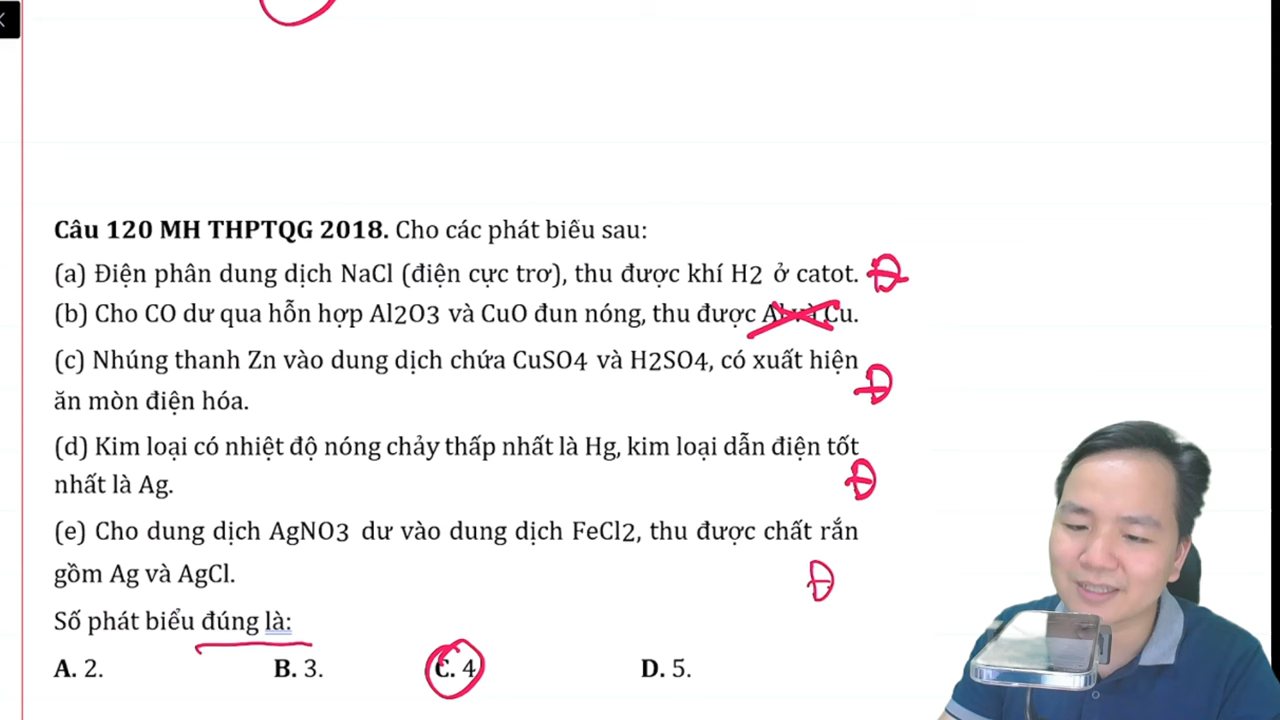 Câu 120 MH THPTQG 2018. Cho các phát biểu sau:
(a) Điện phân dung dịch NaCl (điện cực trơ), thu được khí H2 ở catot. Đ
(b) Cho CO dư qua hỗn hợp Al2O3 và CuO đun nóng, thu được Al và Cu.
(c) Nhúng thanh Zn vào dung dịch chứa CuSO4 và H2SO4, có xuất hiện Đ
ăn mòn điện hóa.
(d) Kim loại có nhiệt độ nóng chảy thấp nhất là Hg, kim loại dẫn điện tốt
nhất là Ag. Đ
(e) Cho dung dịch AgNO3 dư vào dung dịch FeCl2, thu được chất rắn
gồm Ag và AgCl. Đ
Số phát biểu đúng là:
A. 2. B. 3. C. 4 D. 5.